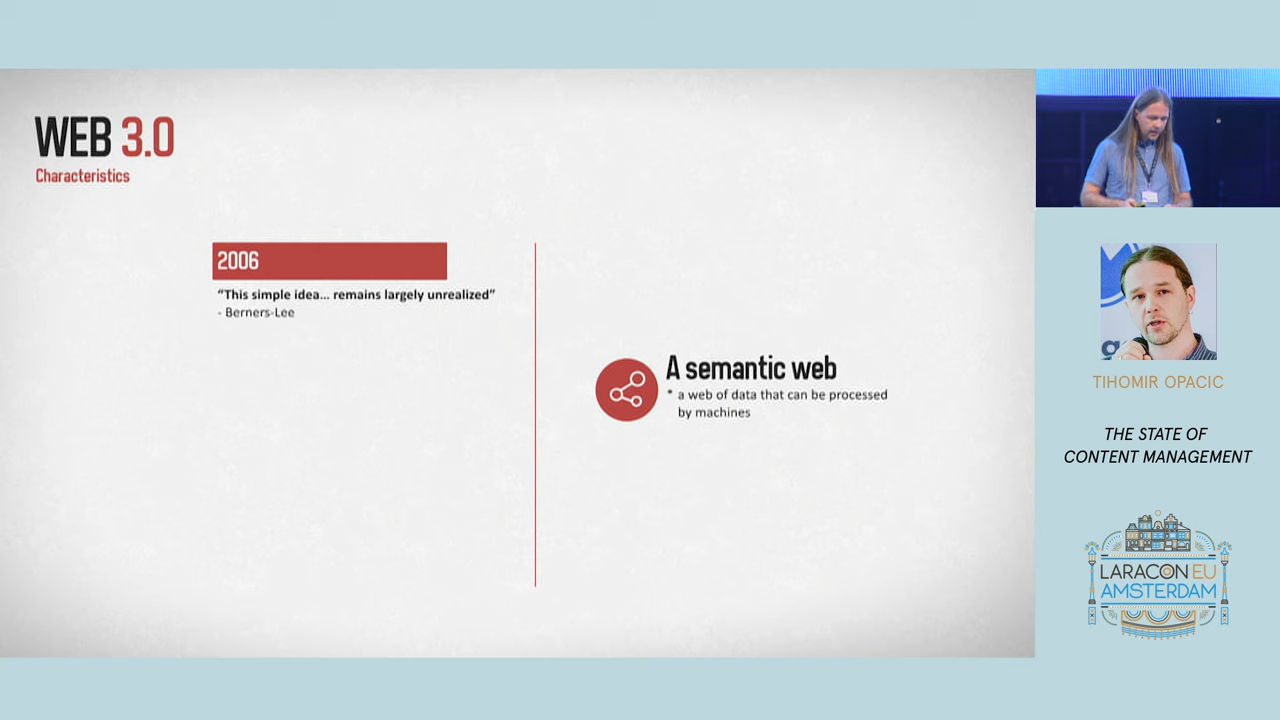 WEB 3.0
Characteristics
2006
“This simple idea... remains largely unrealized”
- Berners-Lee
A semantic web
* a web of data that can be processed
by machines
TIHOMIR OPACIC
THE STATE OF
CONTENT MANAGEMENT
LARACON EU
AMSTERDAM